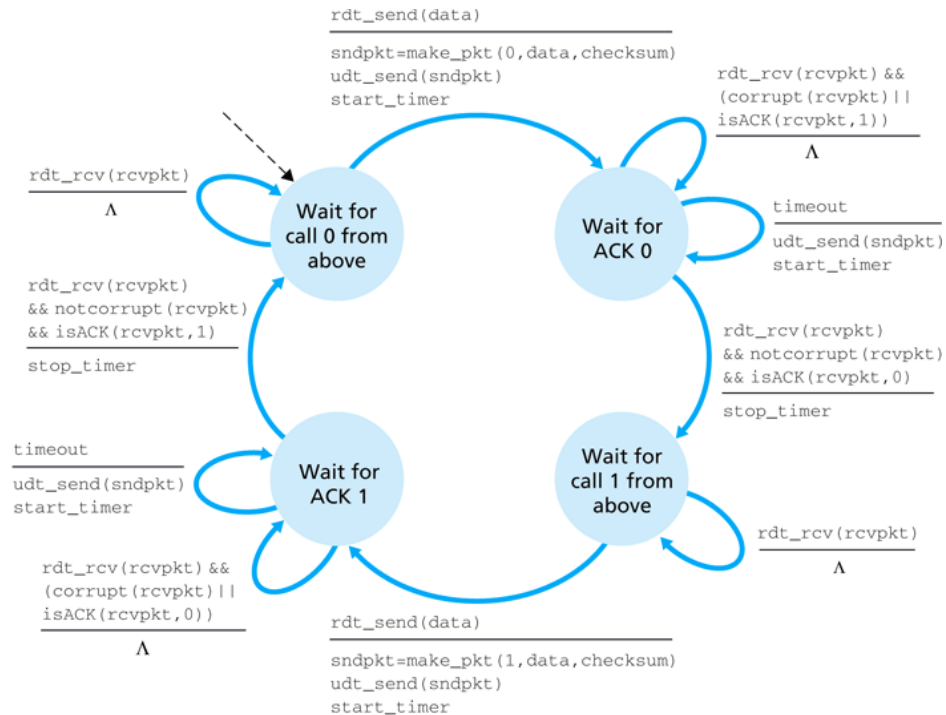 rdt_send(data)
sndpkt=make_pkt(0,data,checksum)
udt_send(sndpkt)
start_timer
rdt_rcv(rcvpkt) &&
(corrupt(rcvpkt)||
isACK(rcvpkt,1))
Λ
rdt_rcv(rcvpkt)
Λ
Wait for
call 0 from
above
Wait for
ACK 0
timeout
udt_send(sndpkt)
start_timer
rdt_rcv(rcvpkt)
&& notcorrupt(rcvpkt)
&& isACK(rcvpkt,1)
stop_timer
rdt_rcv(rcvpkt)
&& notcorrupt(rcvpkt)
&& isACK(rcvpkt,0)
stop_timer
timeout
udt_send(sndpkt)
start_timer
Wait for
ACK 1
Wait for
call 1 from
above
rdt_rcv(rcvpkt)
Λ
rdt_rcv(rcvpkt) &&
(corrupt(rcvpkt)||
isACK(rcvpkt,0))
Λ
rdt_send(data)
sndpkt=make_pkt(1,data,checksum)
udt_send(sndpkt)
start_timer